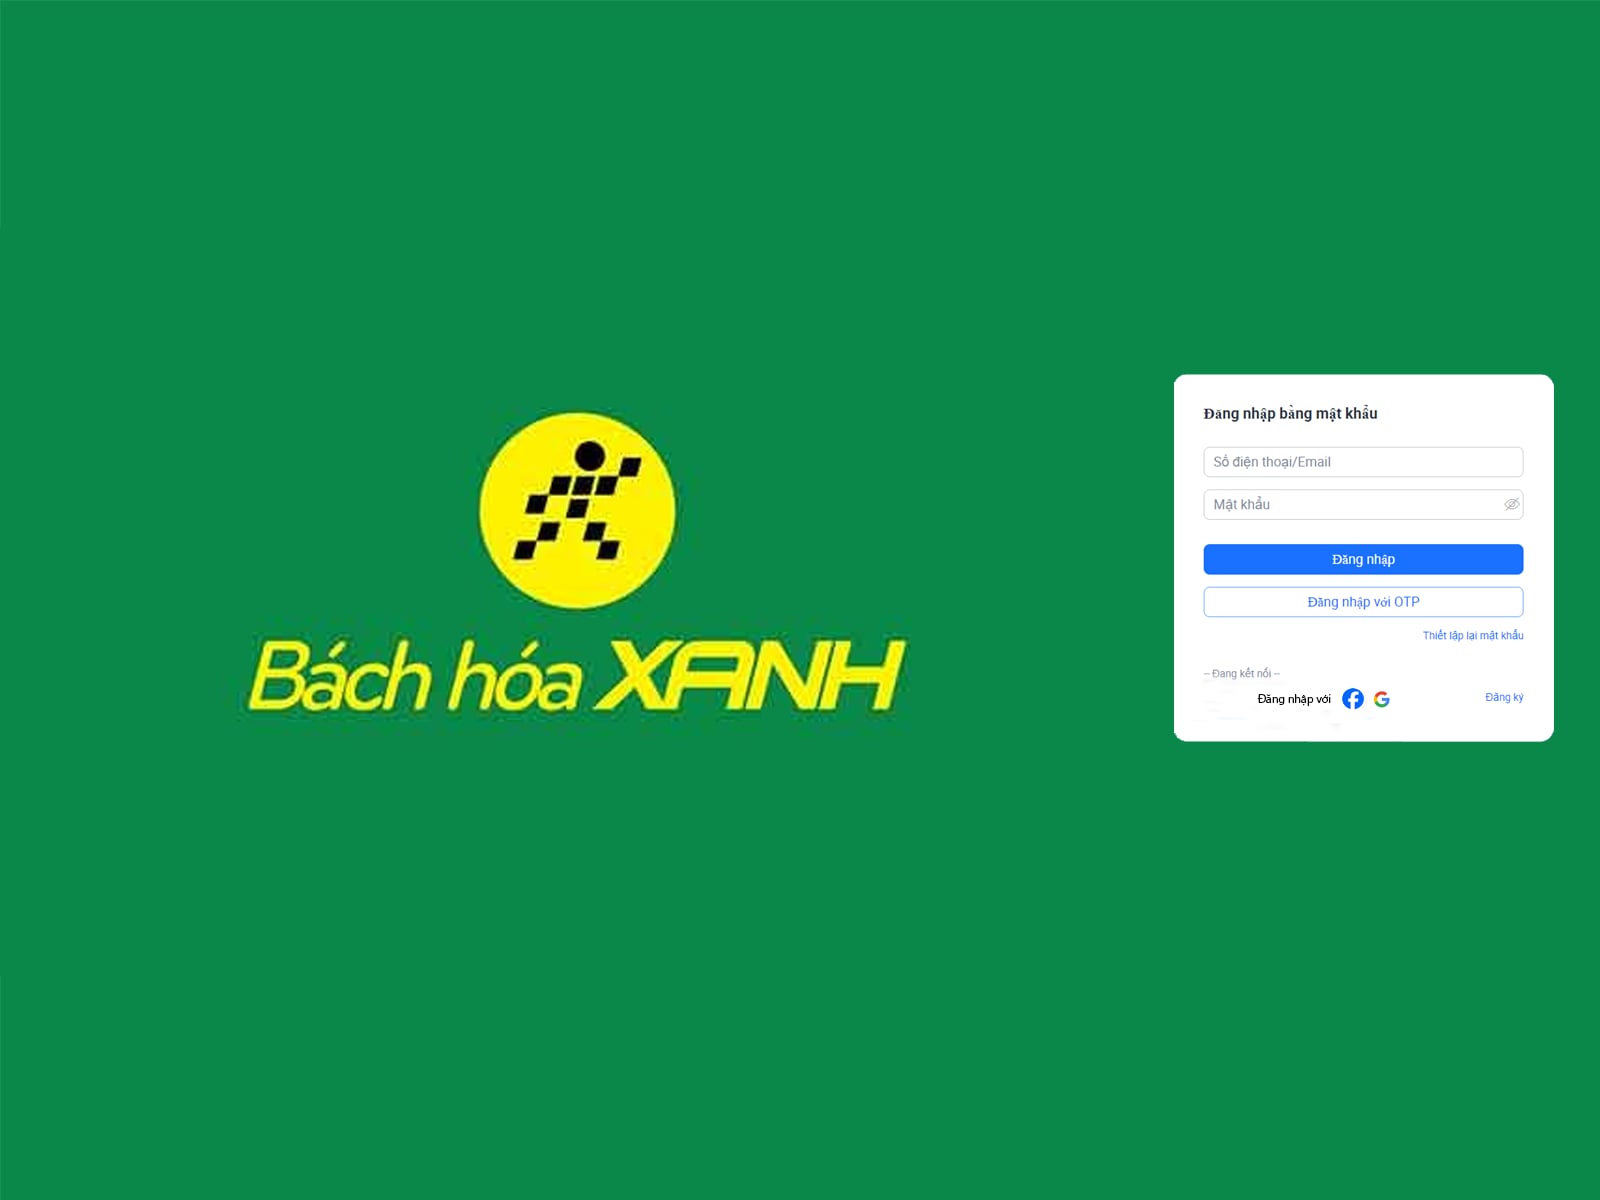 Bách hóa XANH
Đăng nhập bằng mật khẩu
Số điện thoại/Email
Mật khẩu
Đăng nhập
Đăng nhập với OTP
Thiết lập lại mật khẩu
-- Đang kết nối --
Đăng nhập với
Đăng ký